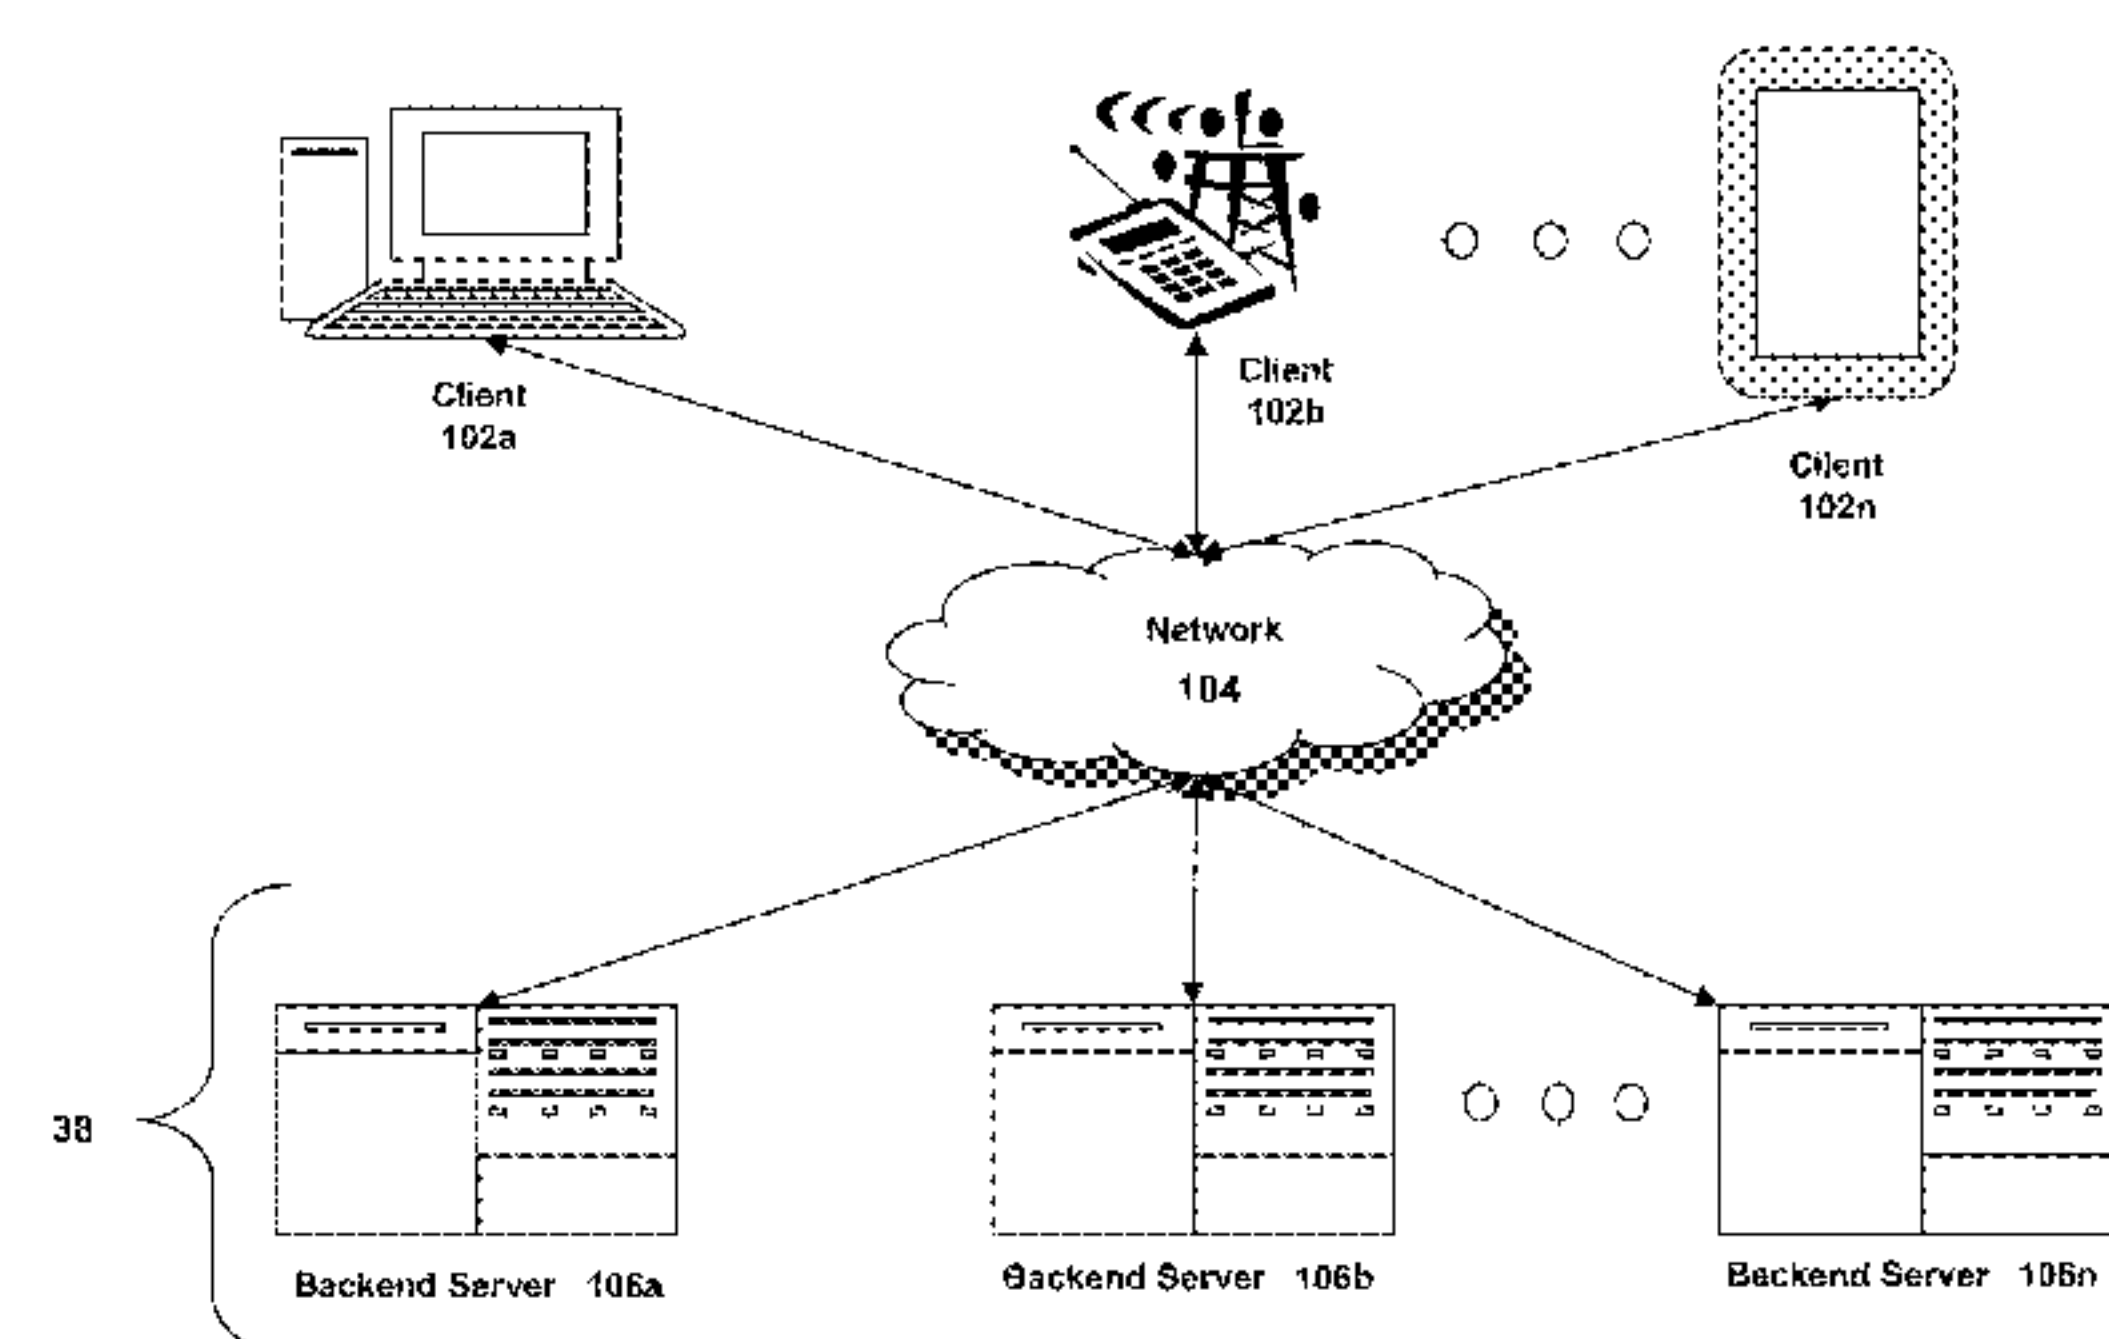 Client
102a
Client
102b
Client
102n
Network
104
38
Backend Server 106a
Backend Server 106b
Backend Server 106n